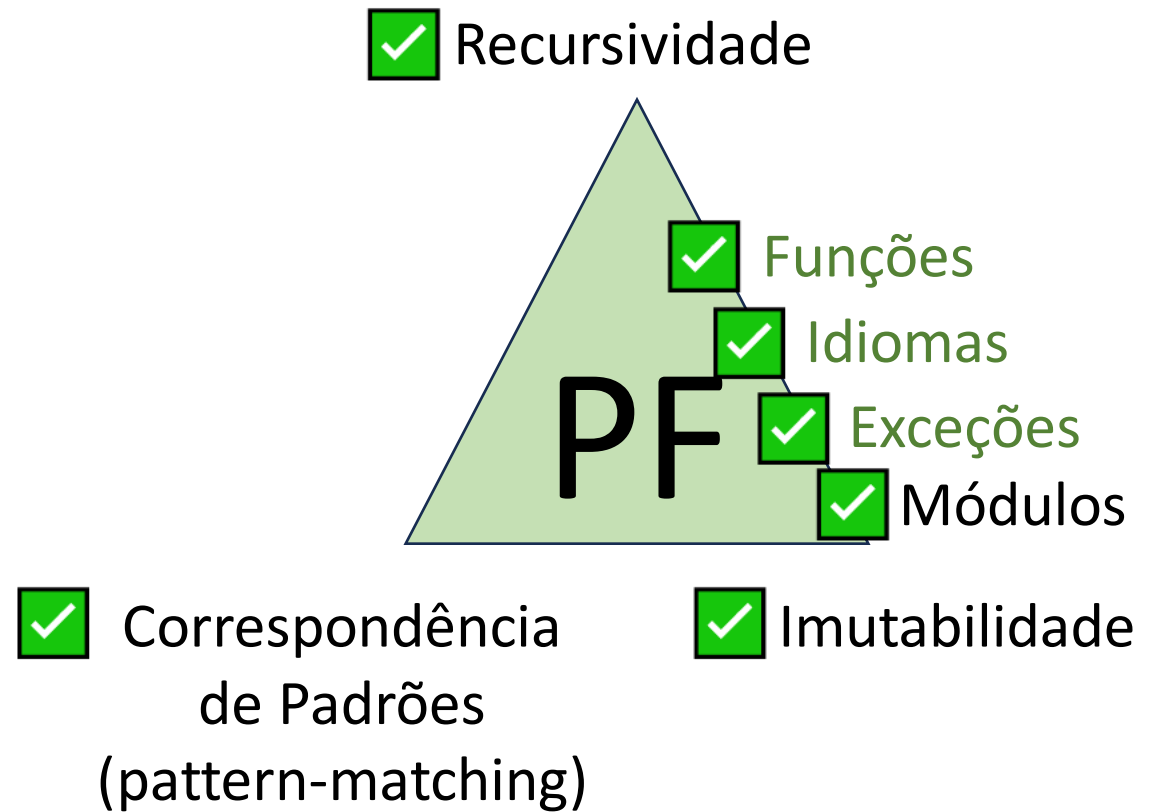 Recursividade
Funções
Idiomas
PF
Exceções
Módulos
Correspondência
de Padrões
(pattern-matching)
Imutabilidade